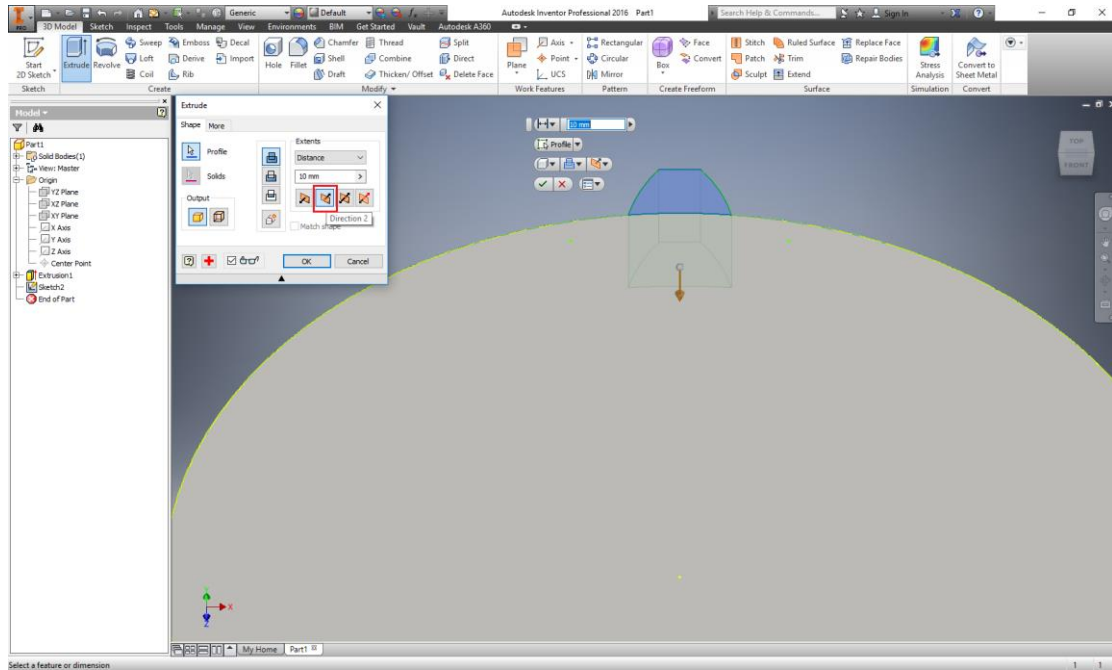 Generic Default Autodesk Inventor Professional 2016 Part1 Search Help & Commands... Sign In
PRO 3D Model Sketch Inspect Tools Manage View Environments BIM Get Started Vault Autodesk A360
Start 2D Sketch
Extrude
Revolve
Sweep Emboss Decal
Loft Derive Import
Coil Rib
Hole
Fillet
Chamfer Thread Split
Shell Combine Direct
Draft Thicken/ Offset Delete Face
Plane
Axis
Point
UCS
Rectangular
Circular
Mirror
Box
Face
Convert
Stitch Ruled Surface Replace Face
Patch Trim Repair Bodies
Sculpt Extend
Stress Analysis
Convert to Sheet Metal
Sketch Create Modify Work Features Pattern Create Freeform Surface Simulation Convert
Model
Part1
Solid Bodies(1)
View: Master
Origin
YZ Plane
XZ Plane
XY Plane
X Axis
Y Axis
Z Axis
Center Point
Extrusion1
Sketch2
End of Part
Extrude
Shape More
Profile
Solids
Output
Extents
Distance
10 mm
Direction 2
Match shape
OK Cancel
10 mm
Profile
TOP
FRONT
X
Z
My Home Part1
Select a feature or dimension
1 1